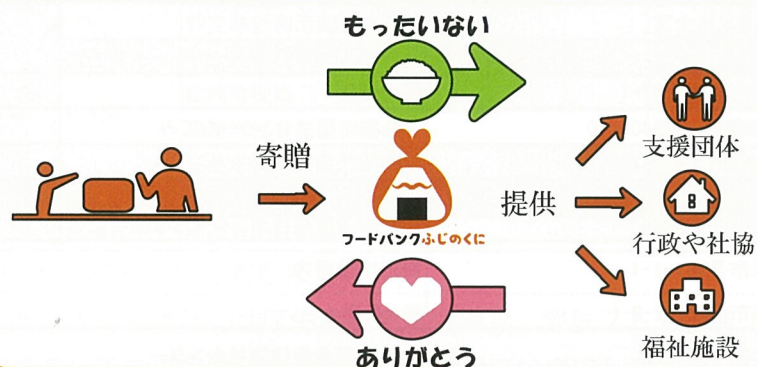 もったいない
寄贈
フードバンクふじのくに
提供
支援団体
行政や社協
福祉施設
ありがとう